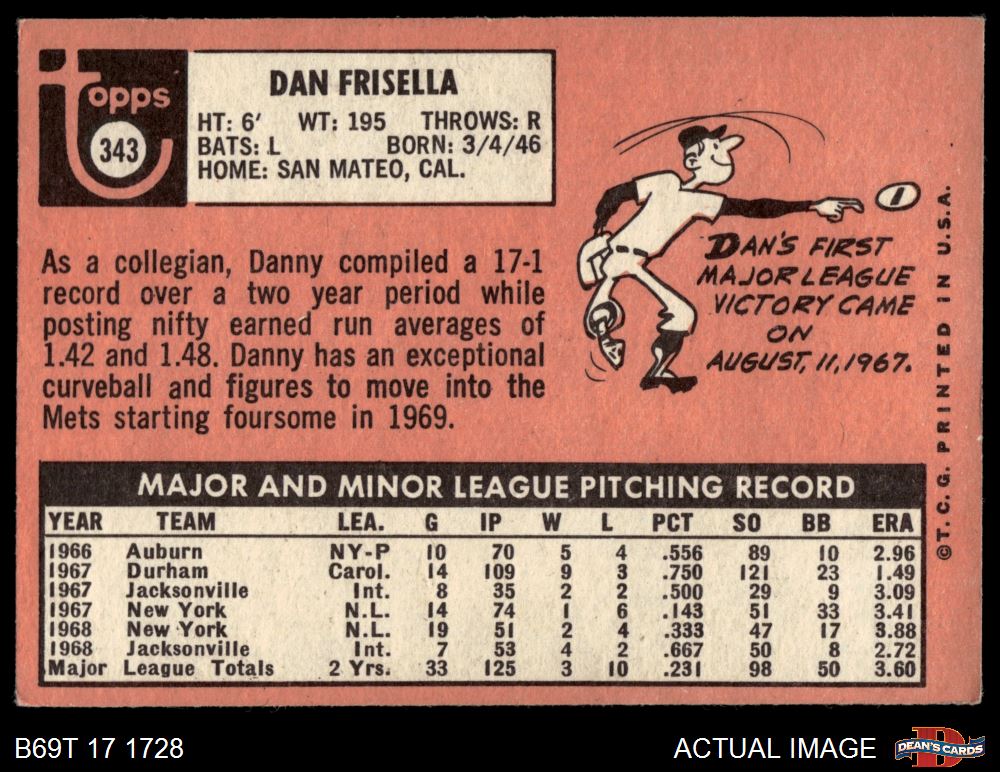 topps
343
DAN FRISELLA
HT: 6' WT: 195 THROWS: R
BATS: L BORN: 3/4/46
HOME: SAN MATEO, CAL.
As a collegian, Danny compiled a 17-1
record over a two year period while
posting nifty earned run averages of
1.42 and 1.48. Danny has an exceptional
curveball and figures to move into the
Mets starting foursome in 1969.
1
DAN'S FIRST
MAJOR LEAGUE
VICTORY CAME
ON
AUGUST, 11, 1967.
© T. C. G. PRINTED IN U.S.A.
MAJOR AND MINOR LEAGUE PITCHING RECORD
YEAR TEAM LEA. G IP W L PCT SO BB ERA
1966 Auburn NY-P 10 70 5 4 .556 89 10 2.96
1967 Durham Carol. 14 109 9 3 .750 121 23 1.49
1967 Jacksonville Int. 8 35 2 2 .500 29 9 3.09
1967 New York N.L. 14 74 1 6 .143 51 33 3.41
1968 New York N.L. 19 51 2 4 .333 47 17 3.88
1968 Jacksonville Int. 7 53 4 2 .667 50 8 2.72
Major League Totals 2 Yrs. 33 125 3 10 .231 98 50 3.60
B69T 17 1728
ACTUAL IMAGE
D
DEAN'S CARDS